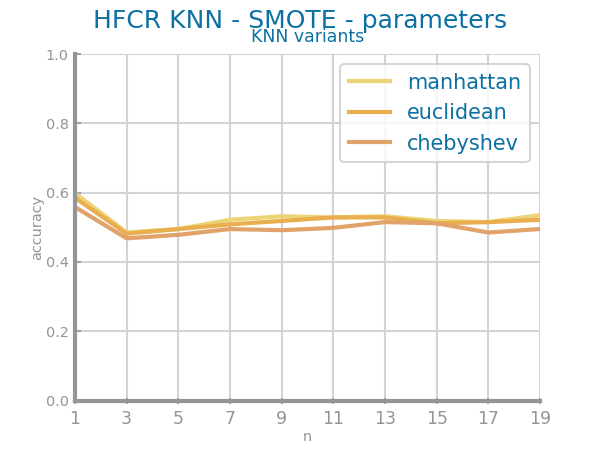 HFCR KNN - SMOTE - parameters
KNN variants
manhattan
euclidean
chebyshev
accuracy
1.0
0.8
0.6
0.4
0.2
0.0
1 3 5 7 9 11 13 15 17 19
n